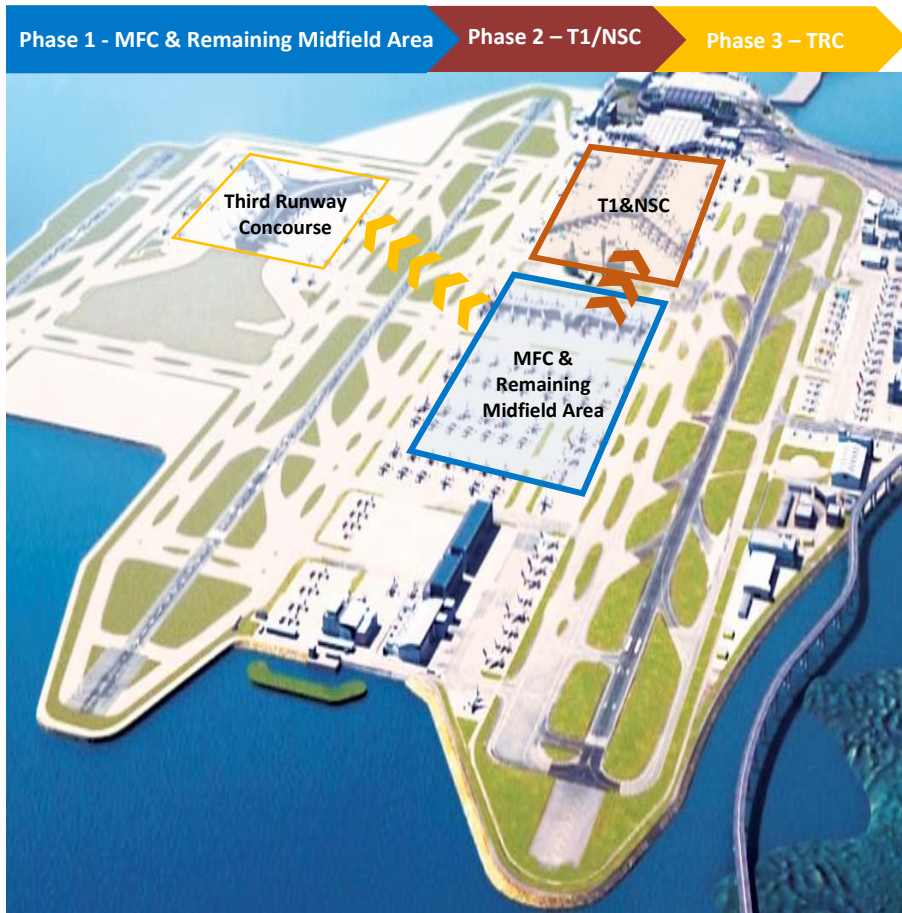 Phase 1 - MFC & Remaining Midfield Area
Phase 2 – T1/NSC
Phase 3 – TRC
Third Runway
Concourse
T1&NSC
MFC &
Remaining
Midfield Area